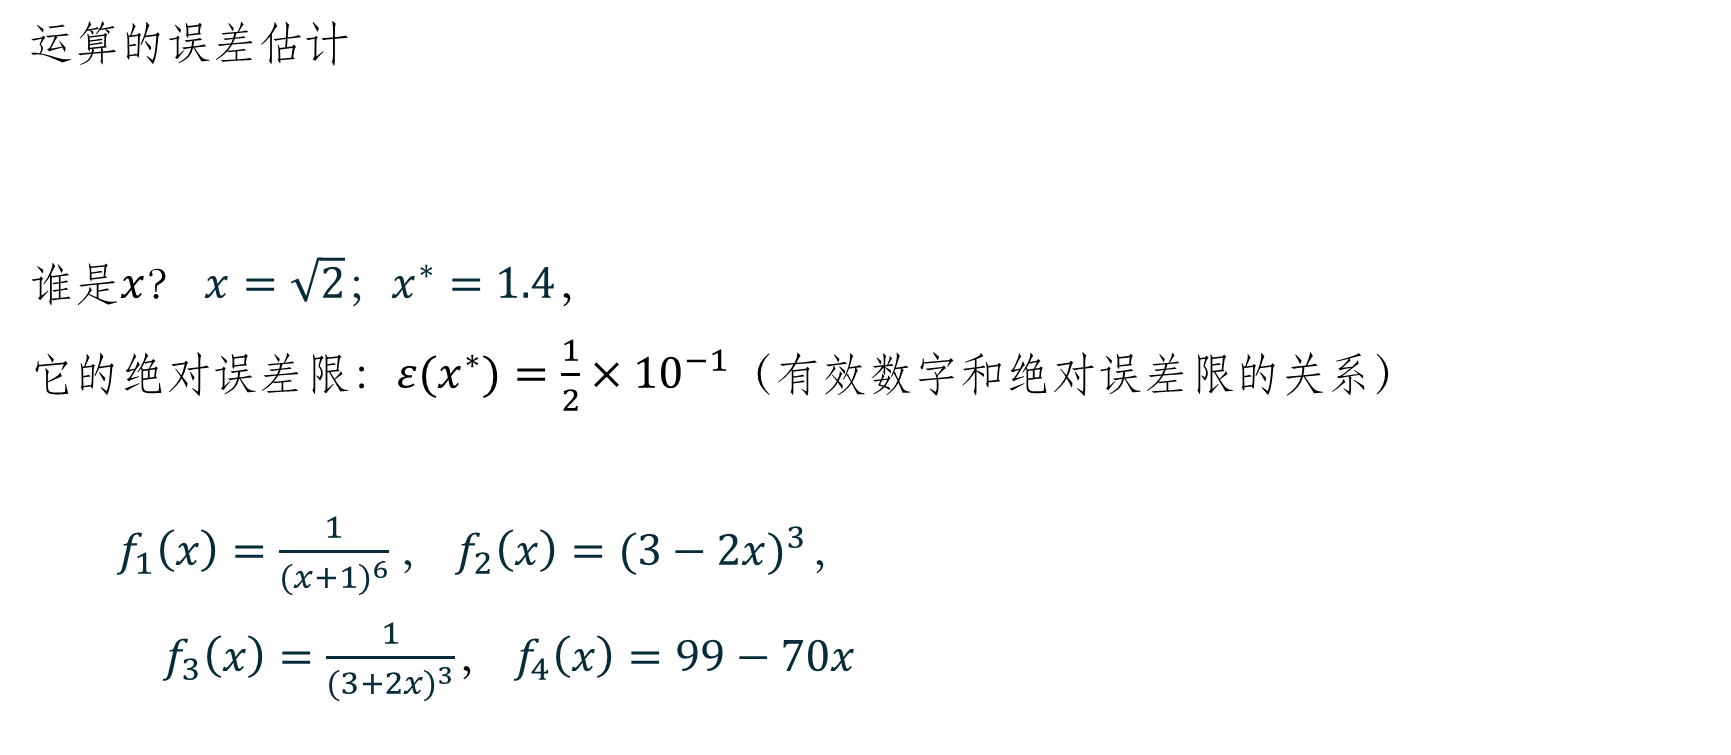 运算的误差估计
谁是x? x = √2; x* = 1.4,
它的绝对误差限: ε(x*) = 1/2 × 10⁻¹ (有效数字和绝对误差限的关系)
f₁(x) = 1/(x+1)⁶, f₂(x) = (3 − 2x)³,
f₃(x) = 1/(3+2x)³, f₄(x) = 99 − 70x